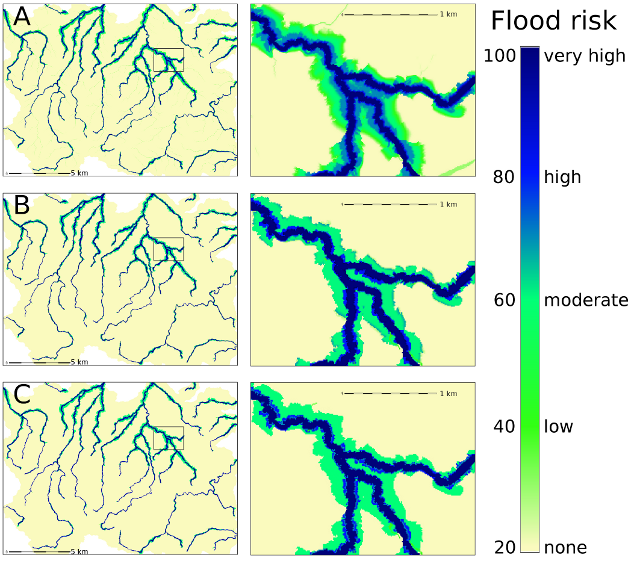 A
5 km
1 km
B
5 km
1 km
C
5 km
1 km
Flood risk
100 very high
80 high
60 moderate
40 low
20 none